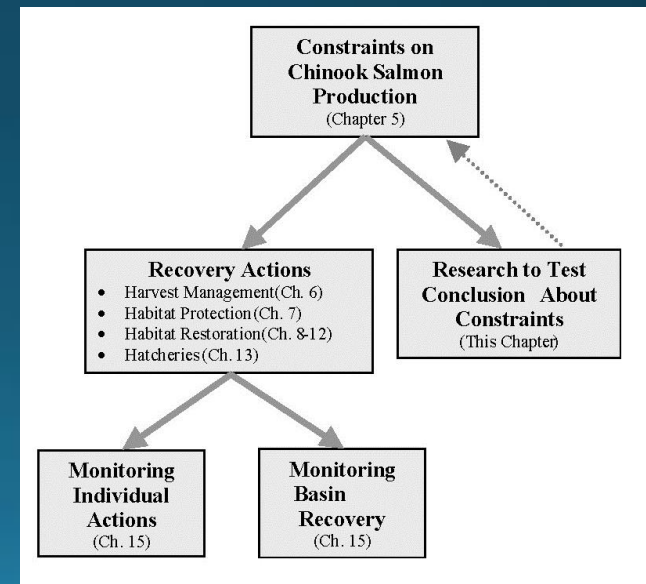 Constraints on
Chinook Salmon
Production
(Chapter 5)
Recovery Actions
• Harvest Management(Ch. 6)
• Habitat Protection(Ch. 7)
• Habitat Restoration(Ch. 8-12)
• Hatcheries(Ch. 13)
Research to Test
Conclusion About
Constraints
(This Chapter)
Monitoring
Individual
Actions
(Ch. 15)
Monitoring
Basin
Recovery
(Ch. 15)